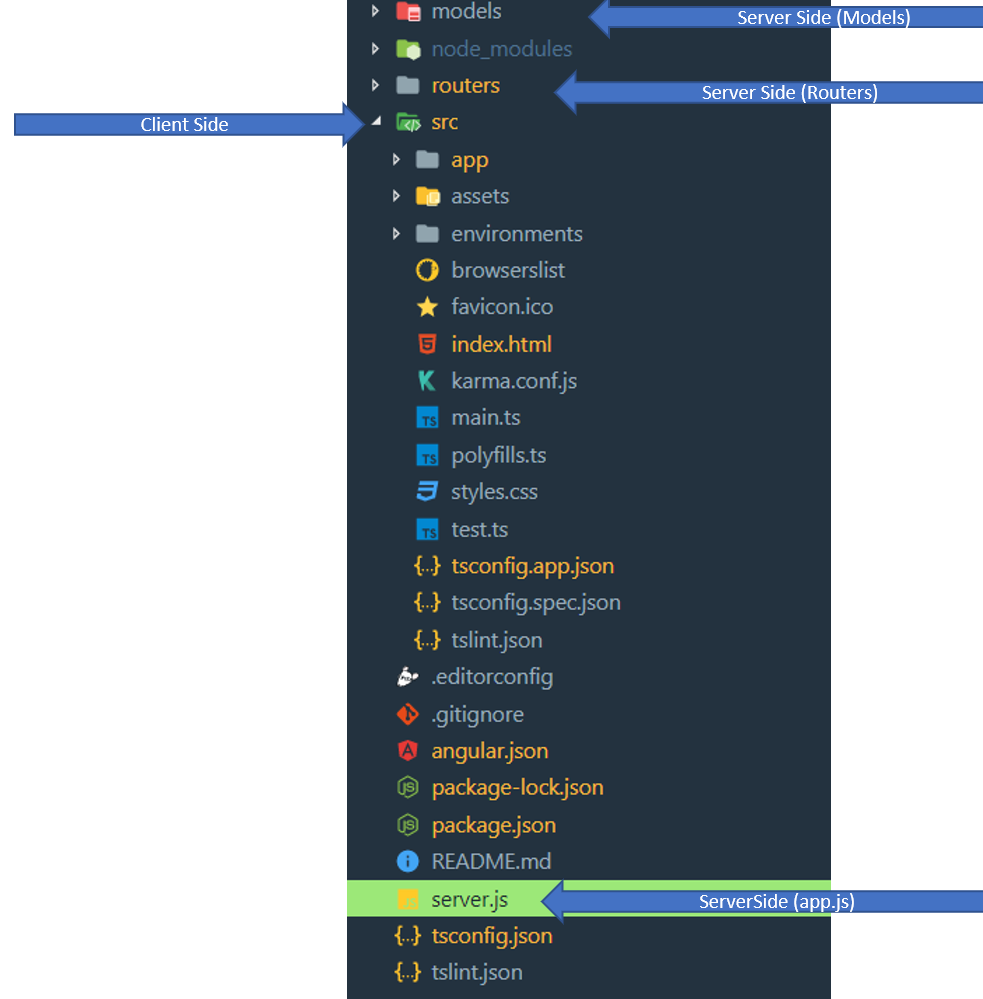 models
Server Side (Models)
node_modules
routers
Server Side (Routers)
Client Side
src
app
assets
environments
browserslist
favicon.ico
index.html
karma.conf.js
main.ts
polyfills.ts
styles.css
test.ts
tsconfig.app.json
tsconfig.spec.json
tslint.json
.editorconfig
.gitignore
angular.json
package-lock.json
package.json
README.md
server.js
ServerSide (app.js)
tsconfig.json
tslint.json